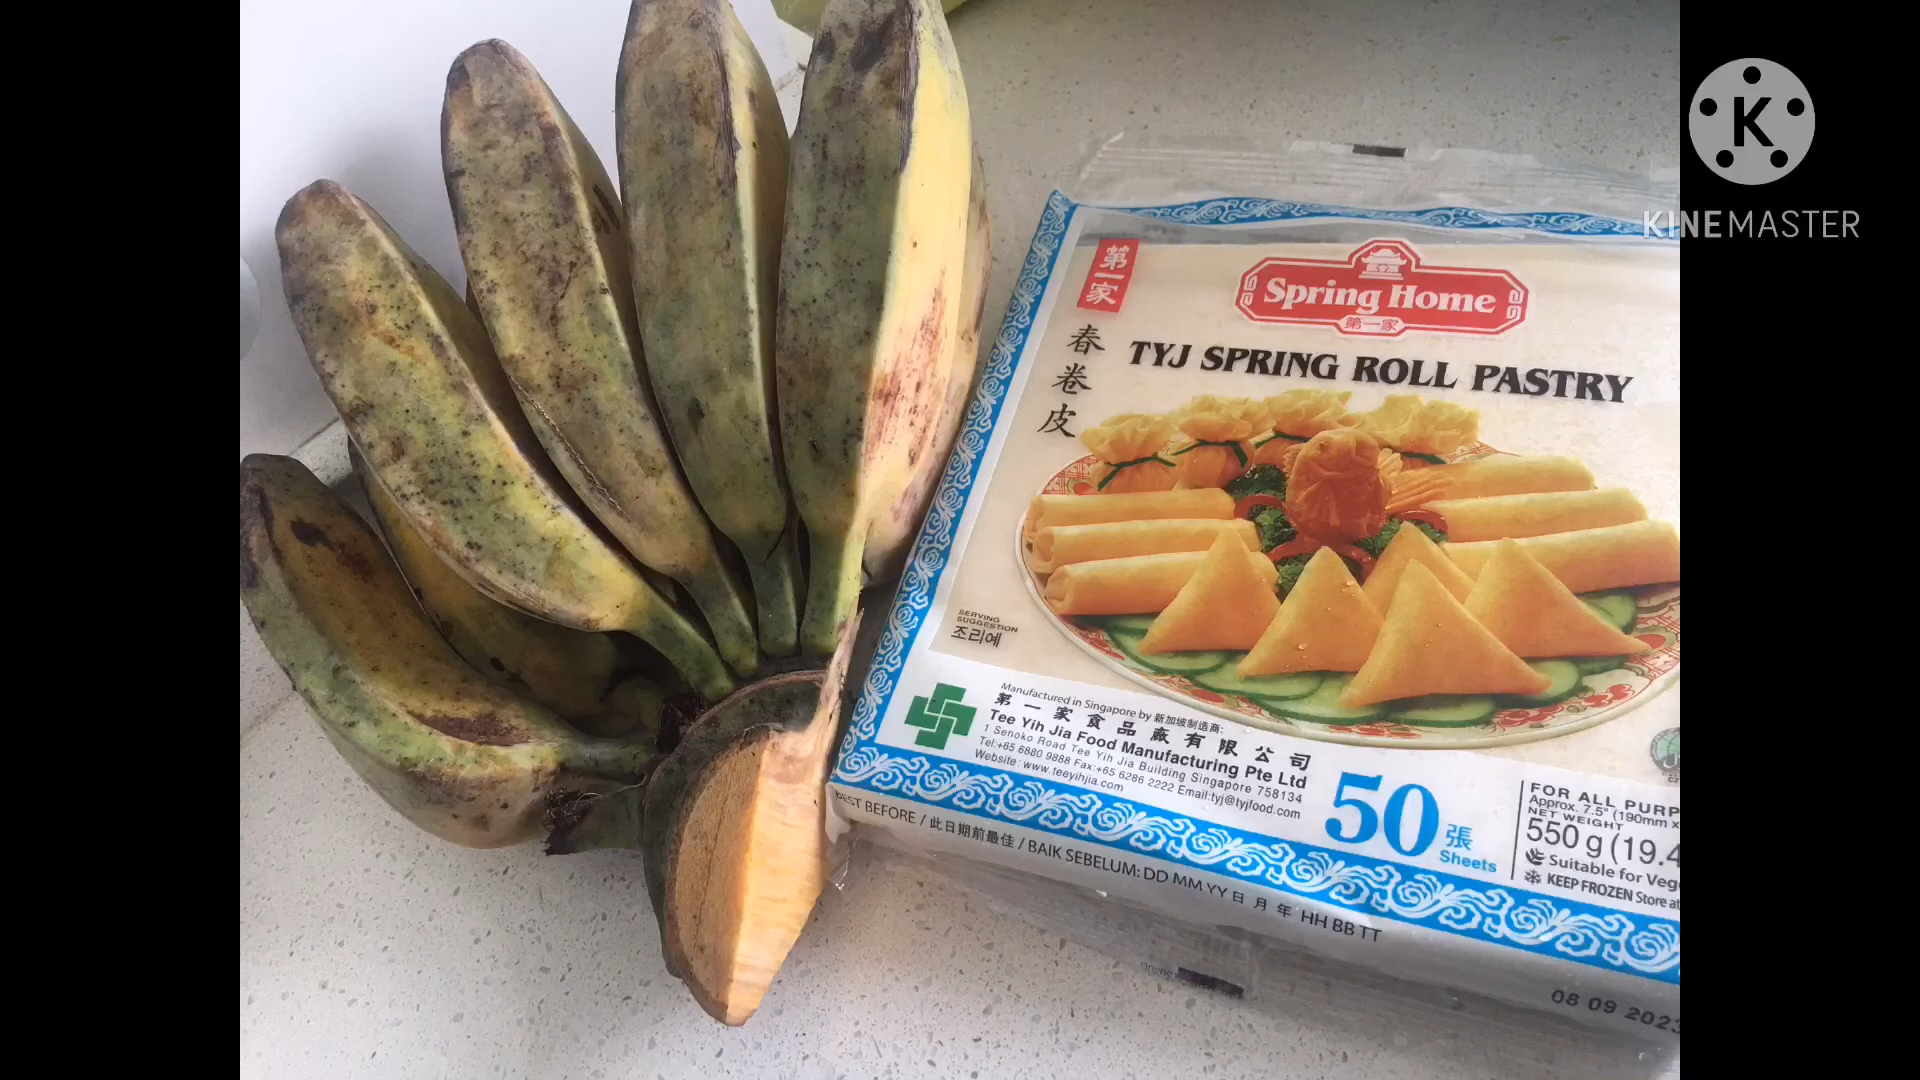 K
KINEMASTER
第一家
Spring Home
第一家
春卷皮
TYJ SPRING ROLL PASTRY
SERVING
SUGGESTION
조리예
Manufactured in Singapore by 新加坡制造商:
第一家食品廠有限公司
Tee Yih Jia Food Manufacturing Pte Ltd
1 Senoko Road Tee Yih Jia Building Singapore 758134
Tel:+65 6880 9888 Fax:+65 6286 2222 Email:tyj@tyjfood.com
Website: www.teeyihjia.com
50 張
Sheets
FOR ALL PURP
Approx. 7.5" (190mm x
NET WEIGHT
550 g (19.4
Suitable for Veg
KEEP FROZEN Store at
BEST BEFORE / 此日期前最佳 / BAIK SEBELUM: DD MM YY 日 月 年 HH BB TT
08 09 2023